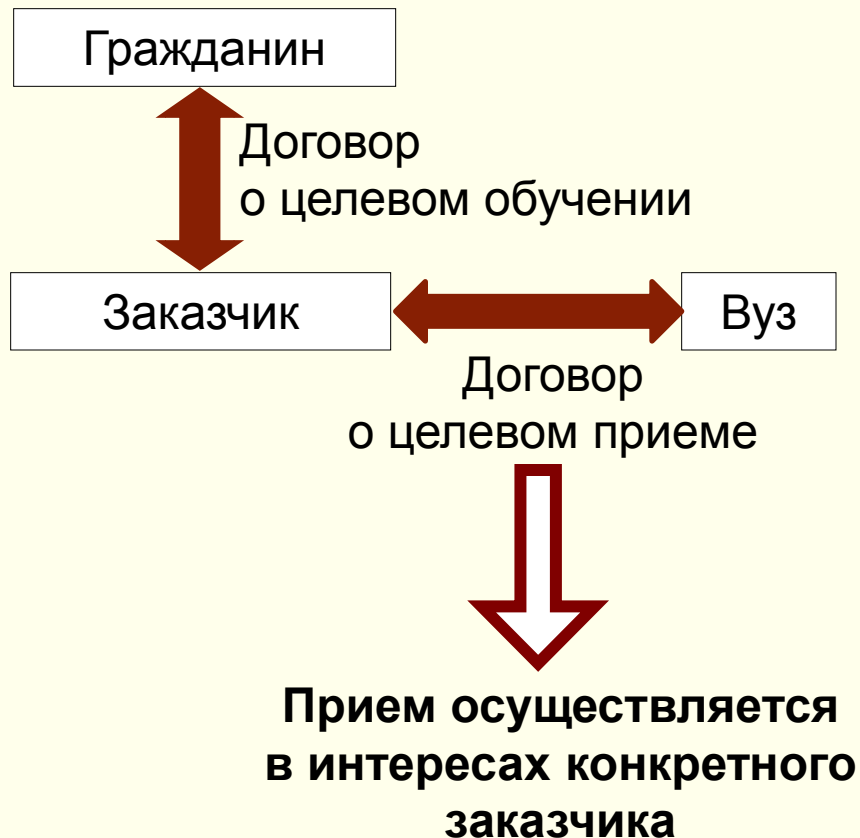 Гражданин
Договор
о целевом обучении
Заказчик
Вуз
Договор
о целевом приеме
Прием осуществляется
в интересах конкретного
заказчика